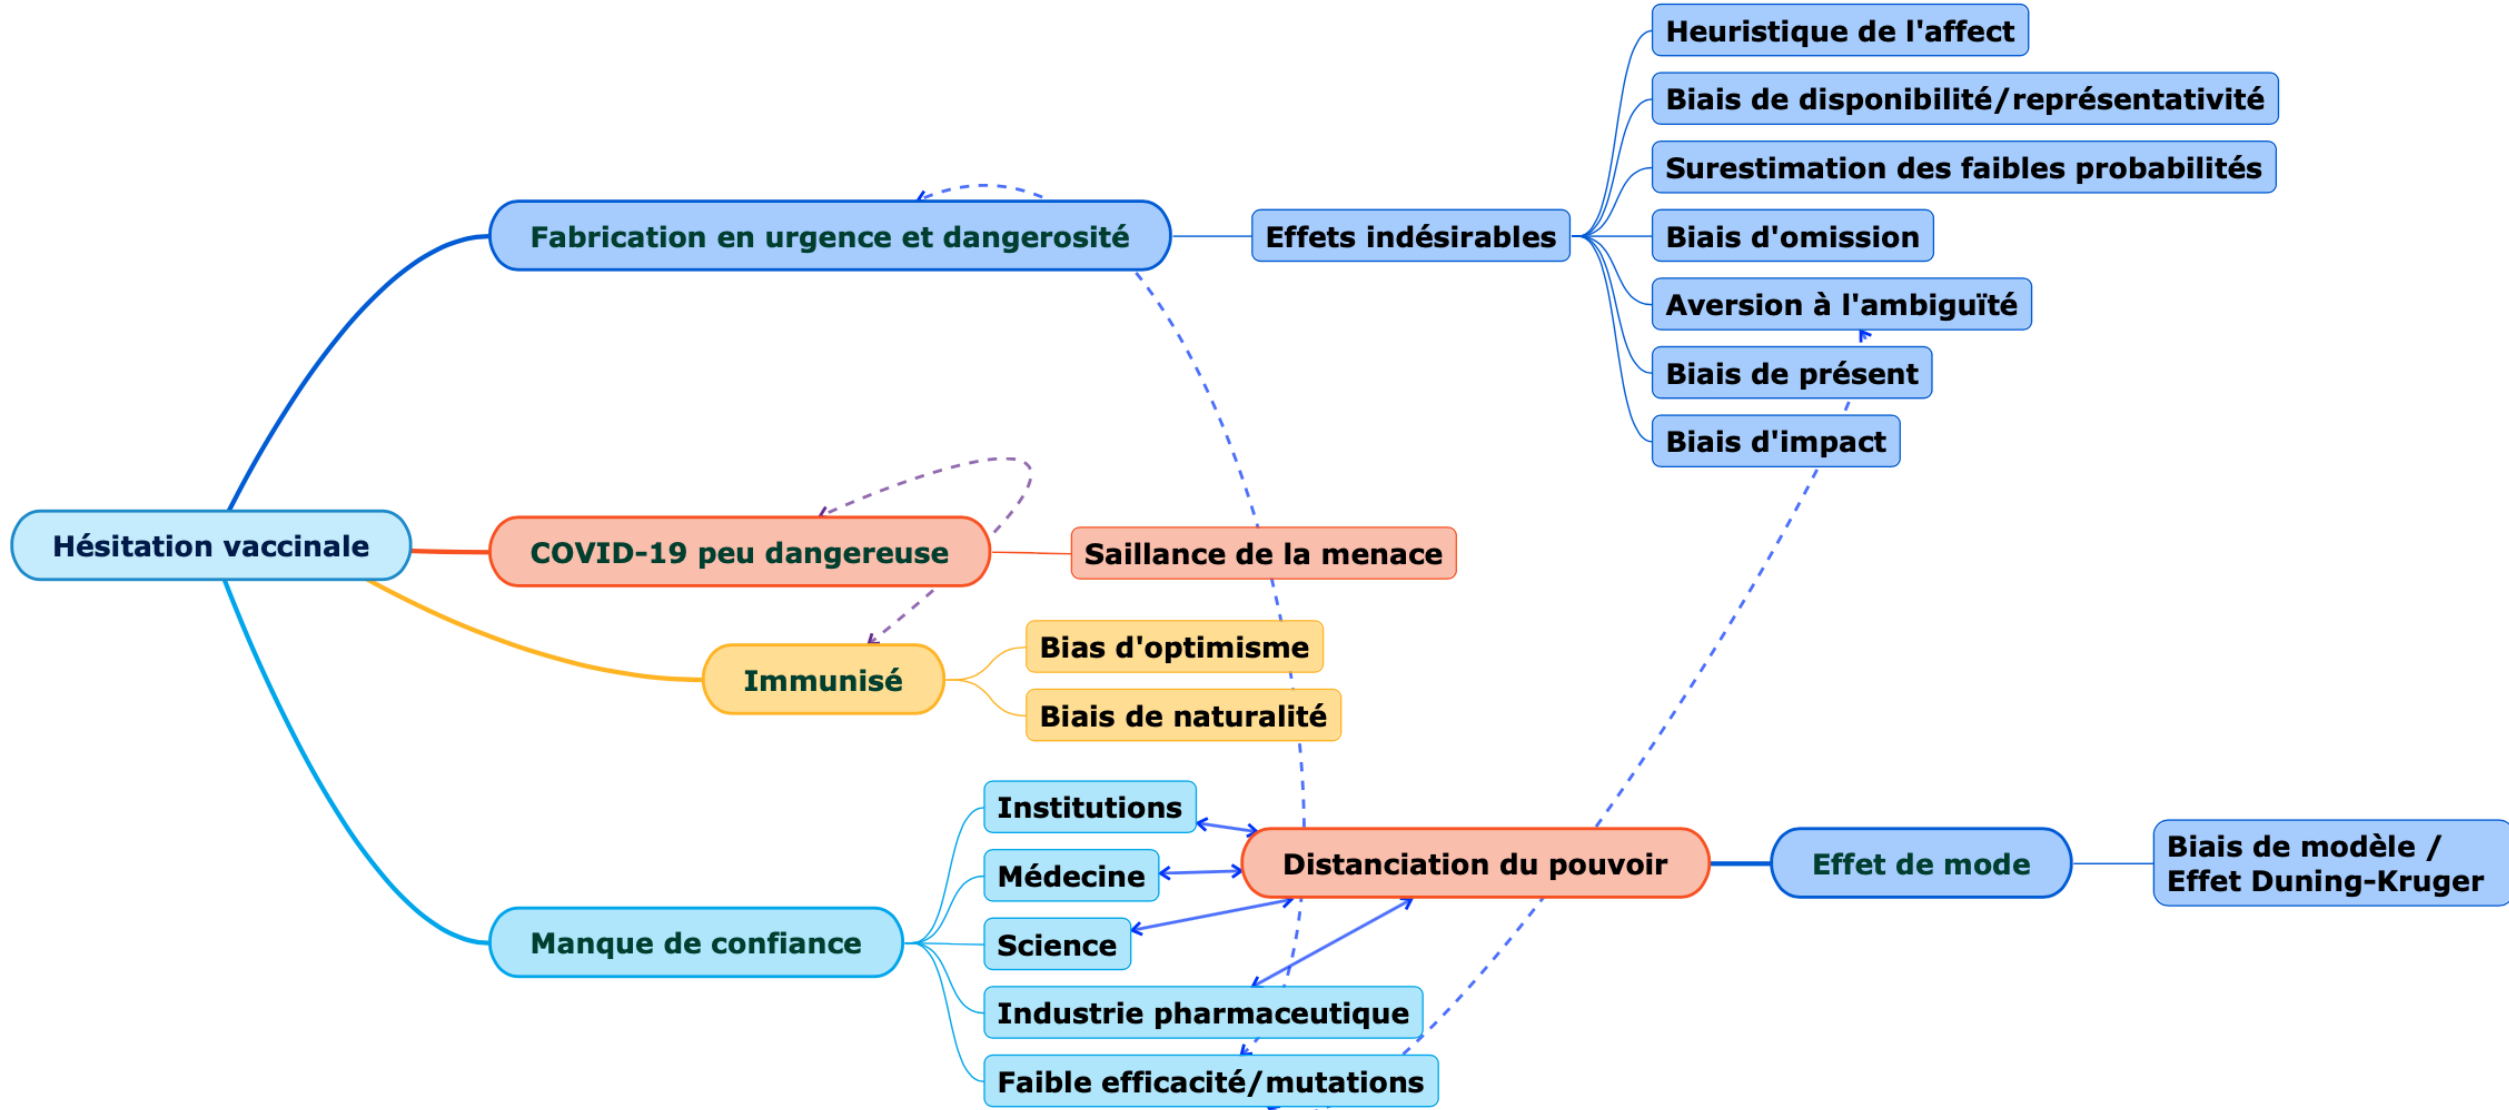 Heuristique de l'affect
Biais de disponibilité/représentativité
Surestimation des faibles probabilités
Fabrication en urgence et dangerosité
Effets indésirables
Biais d'omission
Aversion à l'ambiguïté
Biais de présent
Biais d'impact
Hésitation vaccinale
COVID-19 peu dangereuse
Saillance de la menace
Immunisé
Bias d'optimisme
Biais de naturalité
Manque de confiance
Institutions
Médecine
Science
Industrie pharmaceutique
Faible efficacité/mutations
Distanciation du pouvoir
Effet de mode
Biais de modèle /
Effet Duning-Kruger